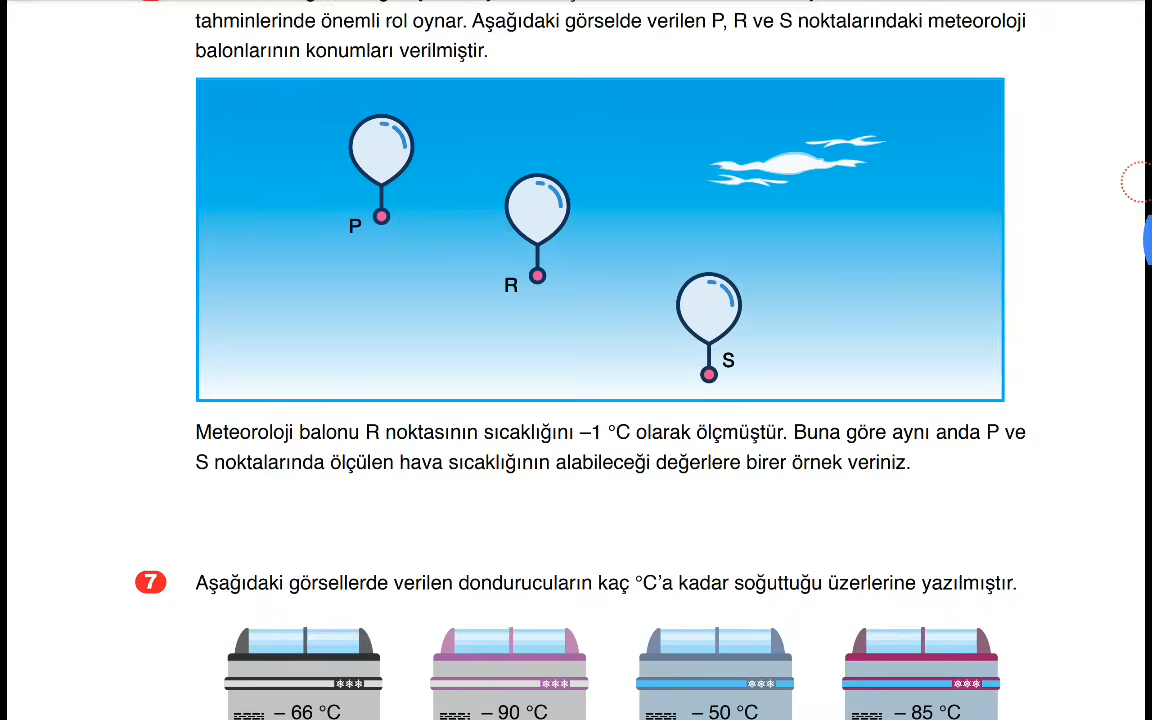 tahminlerinde önemli rol oynar. Aşağıdaki görselde verilen P, R ve S noktalarındaki meteoroloji
balonlarının konumları verilmiştir.
P
R
S
Meteoroloji balonu R noktasının sıcaklığını –1 °C olarak ölçmüştür. Buna göre aynı anda P ve
S noktalarında ölçülen hava sıcaklığının alabileceği değerlere birer örnek veriniz.
7 Aşağıdaki görsellerde verilen dondurucuların kaç °C’a kadar soğuttuğu üzerlerine yazılmıştır.
– 66 °C – 90 °C – 50 °C – 85 °C